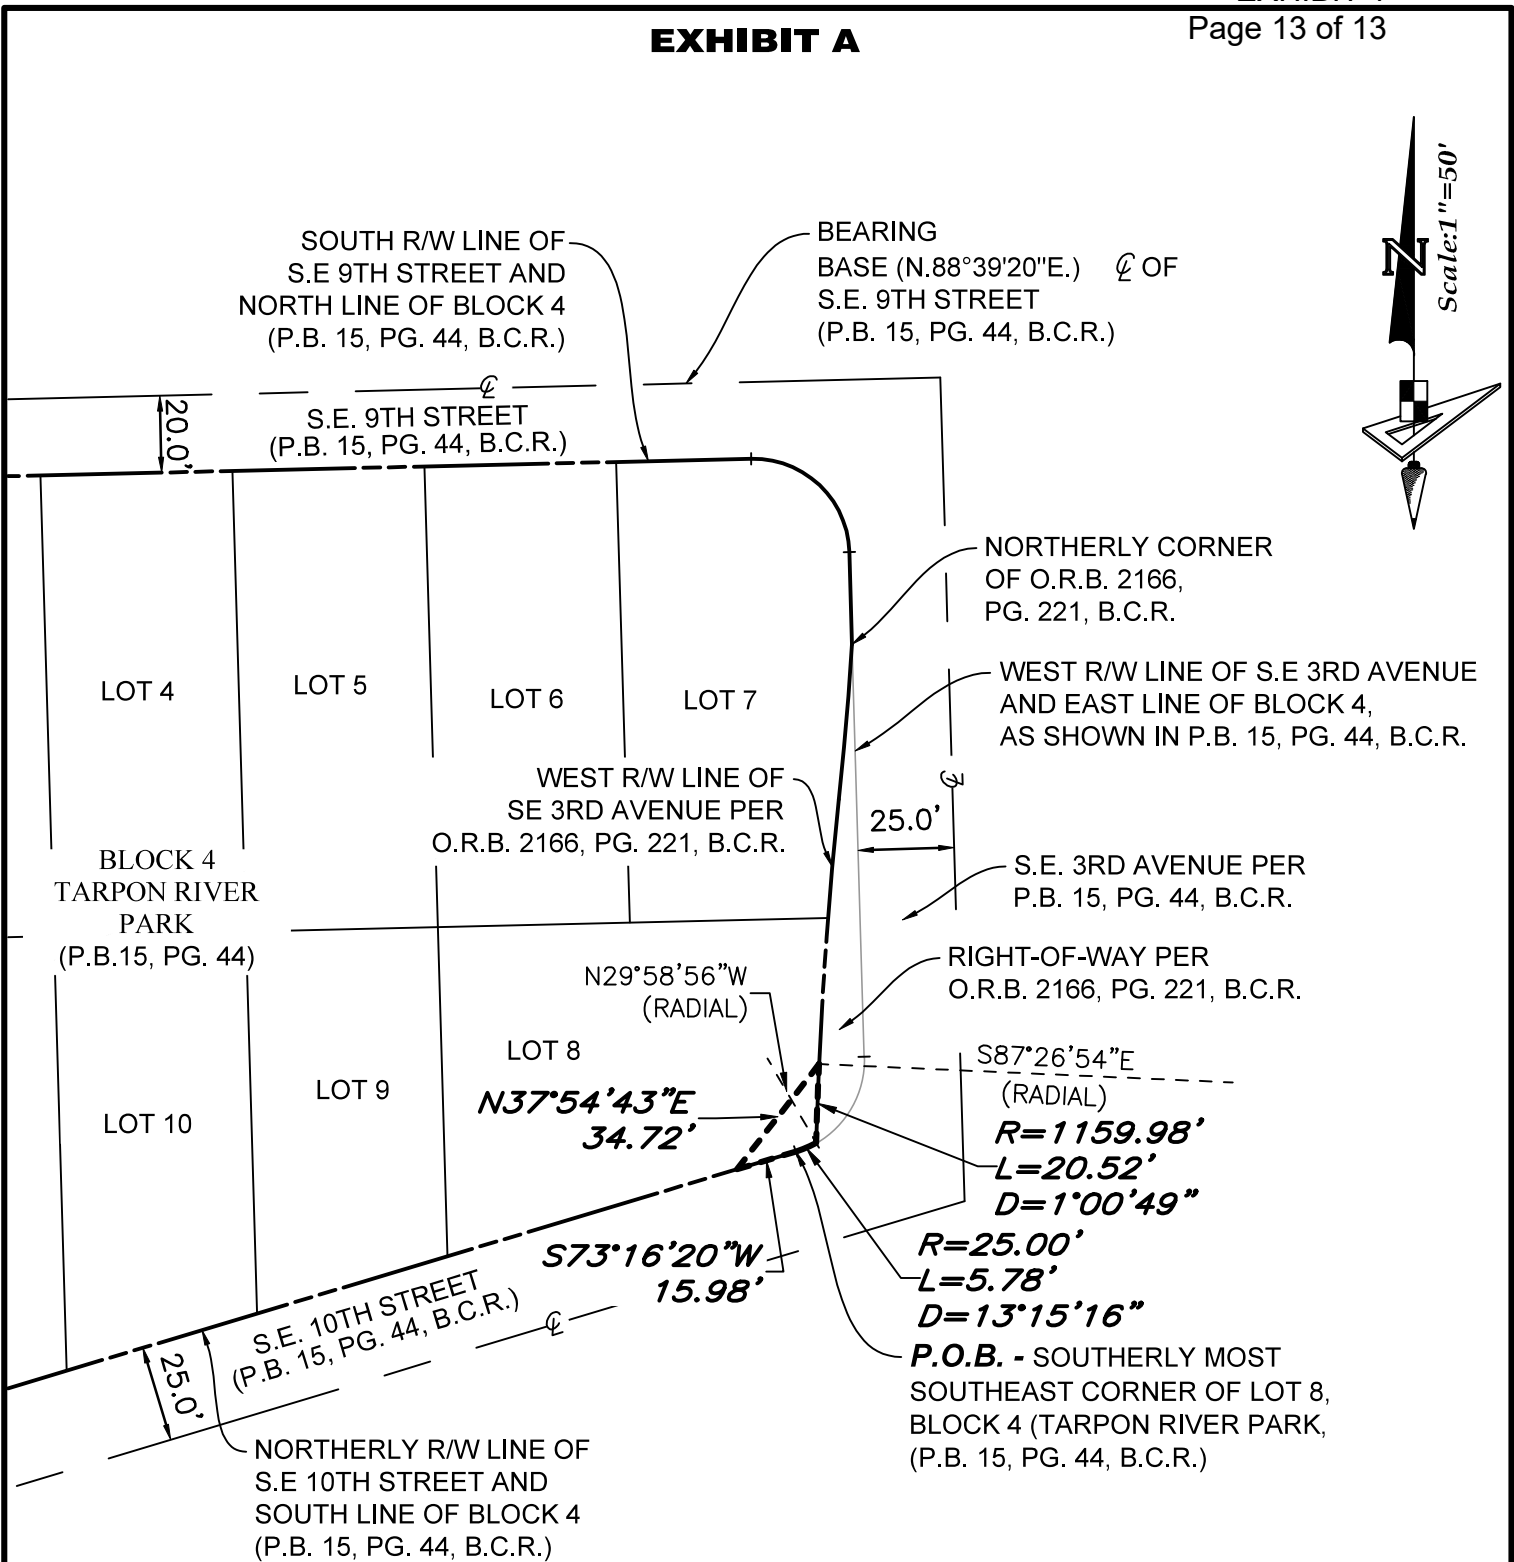 Page 13 of 13
EXHIBIT A
Scale:1"=50'
N
SOUTH R/W LINE OF
S.E 9TH STREET AND
NORTH LINE OF BLOCK 4
(P.B. 15, PG. 44, B.C.R.)
BEARING
BASE (N.88°39'20"E.) ℄ OF
S.E. 9TH STREET
(P.B. 15, PG. 44, B.C.R.)
℄
20.0'
S.E. 9TH STREET
(P.B. 15, PG. 44, B.C.R.)
NORTHERLY CORNER
OF O.R.B. 2166,
PG. 221, B.C.R.
LOT 4
LOT 5
LOT 6
LOT 7
WEST R/W LINE OF S.E 3RD AVENUE
AND EAST LINE OF BLOCK 4,
AS SHOWN IN P.B. 15, PG. 44, B.C.R.
WEST R/W LINE OF
SE 3RD AVENUE PER
O.R.B. 2166, PG. 221, B.C.R.
℄
25.0'
BLOCK 4
TARPON RIVER
PARK
(P.B.15, PG. 44)
S.E. 3RD AVENUE PER
P.B. 15, PG. 44, B.C.R.
N29°58'56"W
(RADIAL)
RIGHT-OF-WAY PER
O.R.B. 2166, PG. 221, B.C.R.
LOT 8
LOT 9
LOT 10
S87°26'54"E
(RADIAL)
N37°54'43"E
34.72'
R=1159.98'
L=20.52'
D=1°00'49"
S73°16'20"W
15.98'
R=25.00'
L=5.78'
D=13°15'16"
S.E. 10TH STREET
(P.B. 15, PG. 44, B.C.R.)
℄
25.0'
P.O.B. - SOUTHERLY MOST
SOUTHEAST CORNER OF LOT 8,
BLOCK 4 (TARPON RIVER PARK,
(P.B. 15, PG. 44, B.C.R.)
NORTHERLY R/W LINE OF
S.E 10TH STREET AND
SOUTH LINE OF BLOCK 4
(P.B. 15, PG. 44, B.C.R.)